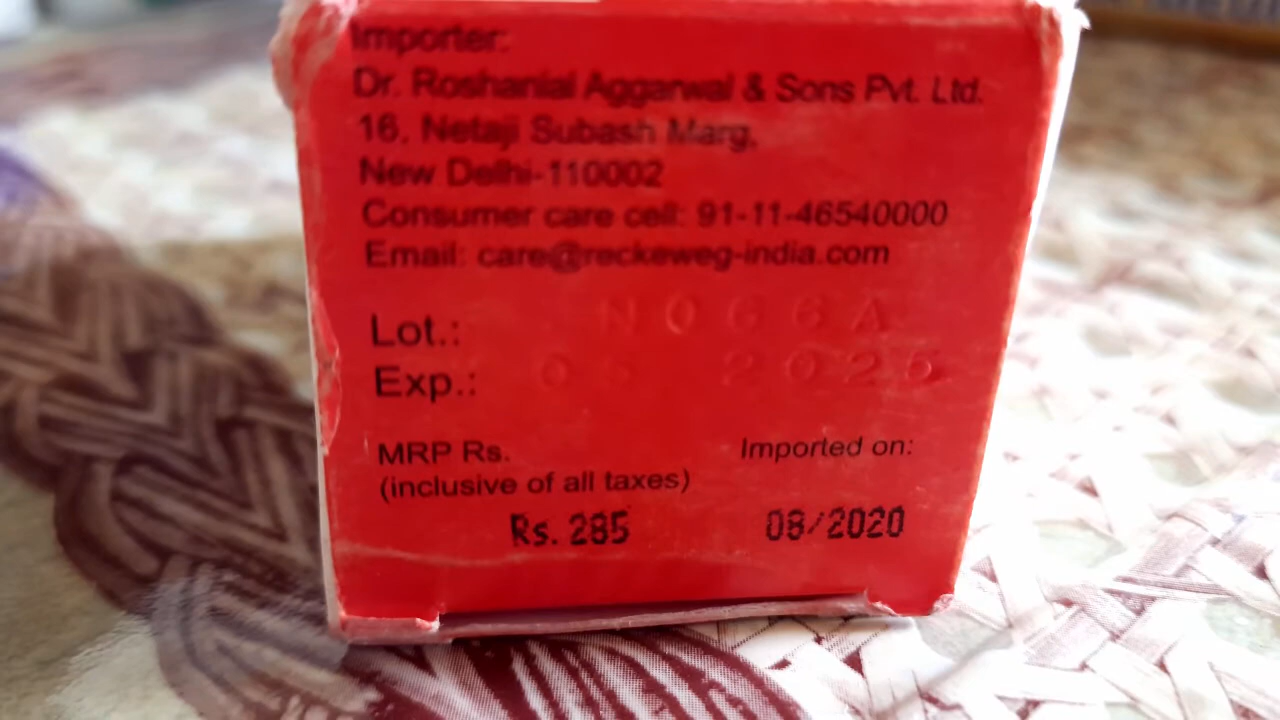 Importer:
Dr. Roshanlal Aggarwal & Sons Pvt. Ltd.
16, Netaji Subash Marg,
New Delhi-110002
Consumer care cell: 91-11-46540000
Email: care@reckeweg-india.com
Lot.:
Exp.: 2025
MRP Rs. Imported on:
(inclusive of all taxes)
Rs. 285 08/2020